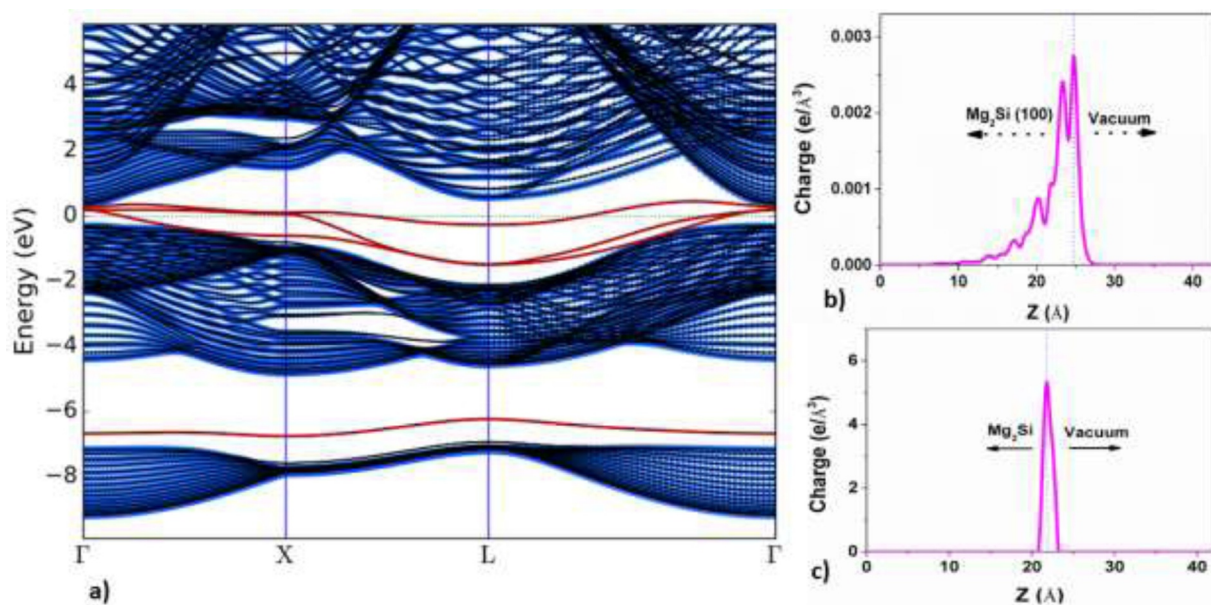 4
2
0
−2
−4
−6
−8
Energy (eV)
Γ
X
L
Γ
a)
0.003
0.002
0.001
0.000
Charge (e/Å³)
Mg₂Si (100)
Vacuum
0
10
20
30
40
Z (Å)
b)
6
4
2
0
Charge (e/Å³)
Mg₂Si
Vacuum
0
10
20
30
40
Z (Å)
c)